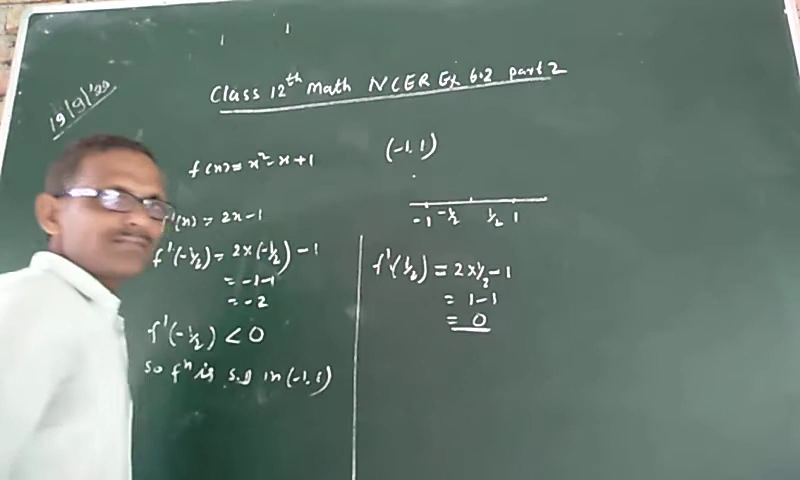 19/9/20
Class 12th Math NCER Ex 6.2 part 2
f(x) = x² - x + 1
(-1, 1)
'(x) = 2x - 1
-1 -½ ½ 1
f'(-½) = 2x(-½) - 1
= -1-1
= -2
f'(-½) < 0
so fⁿ is s.d in (-1, 1)
f'(½) = 2x½ - 1
= 1-1
= 0